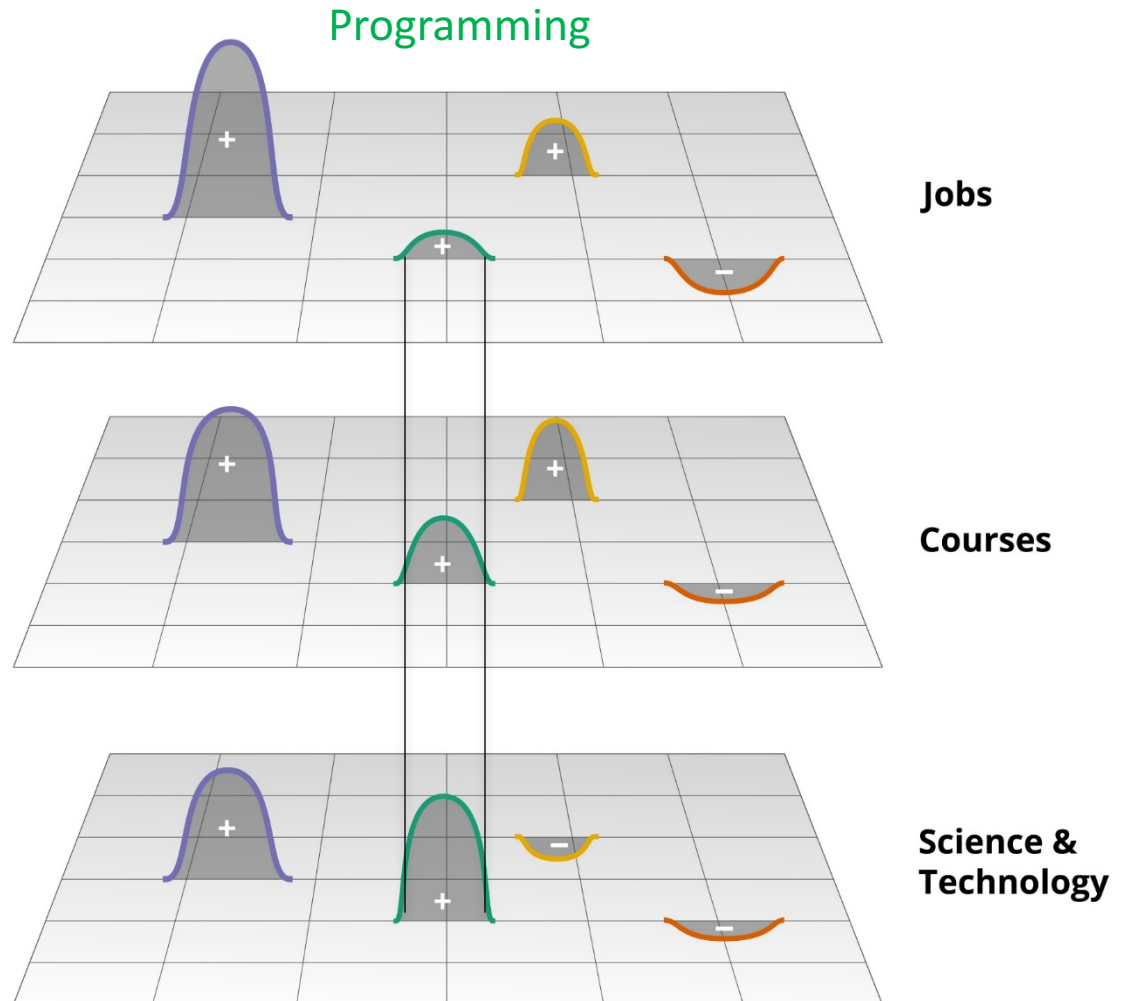 Programming
+
+
Jobs
+
−
+
+
Courses
+
−
+
−
Science &
Technology
+
−